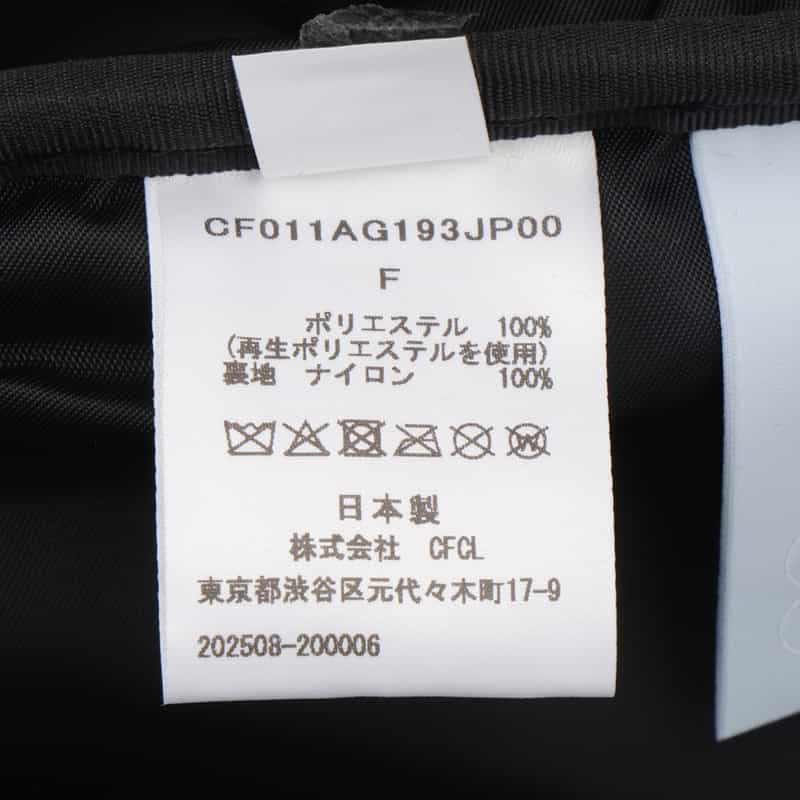 CF011AG193JP00
F
ポリエステル 100%
(再生ポリエステルを使用)
裏地 ナイロン 100%
日本製
株式会社 CFCL
東京都渋谷区元代々木町17-9
202508-200006